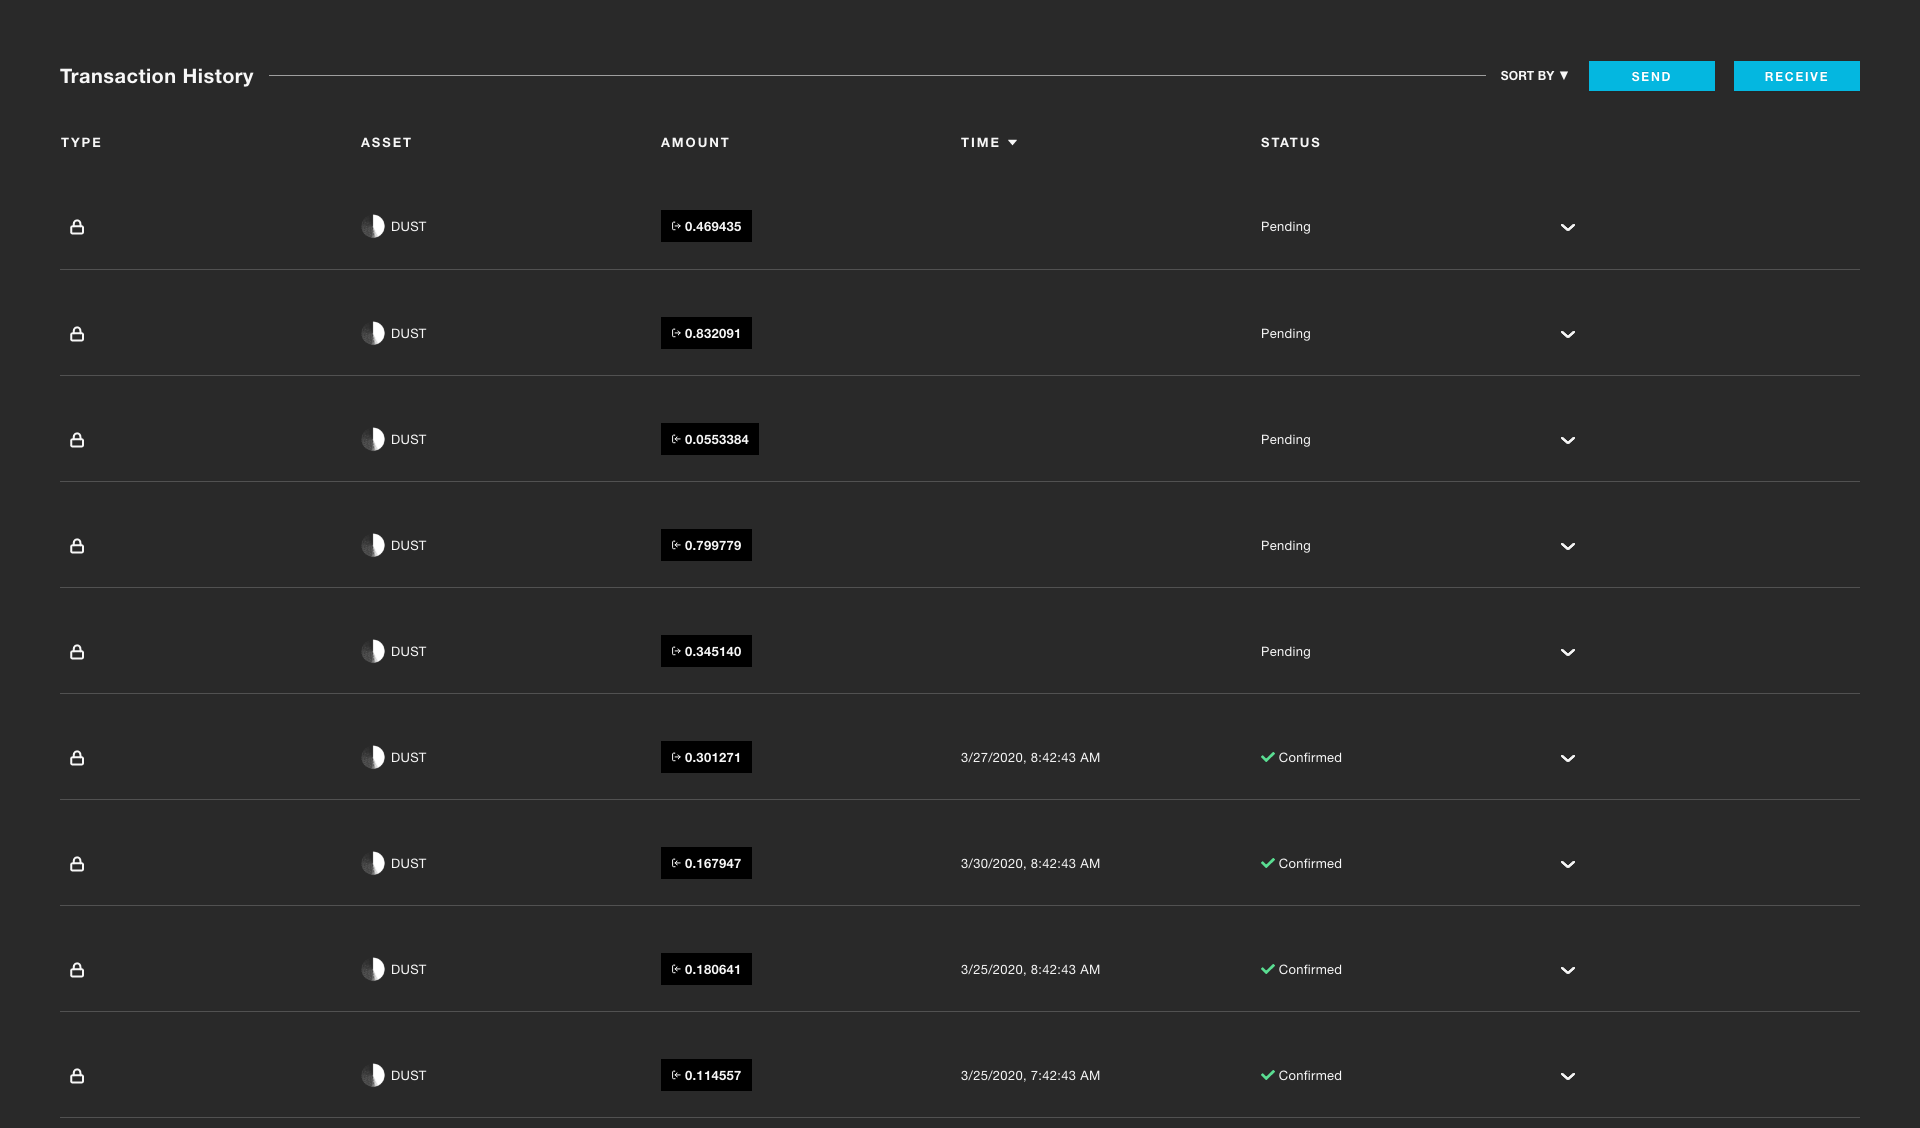 Transaction History SORT BY ▼ SEND RECEIVE
TYPE ASSET AMOUNT TIME STATUS
DUST 0.469435 Pending
DUST 0.832091 Pending
DUST 0.0553384 Pending
DUST 0.799779 Pending
DUST 0.345140 Pending
DUST 0.301271 3/27/2020, 8:42:43 AM Confirmed
DUST 0.167947 3/30/2020, 8:42:43 AM Confirmed
DUST 0.180641 3/25/2020, 8:42:43 AM Confirmed
DUST 0.114557 3/25/2020, 7:42:43 AM Confirmed